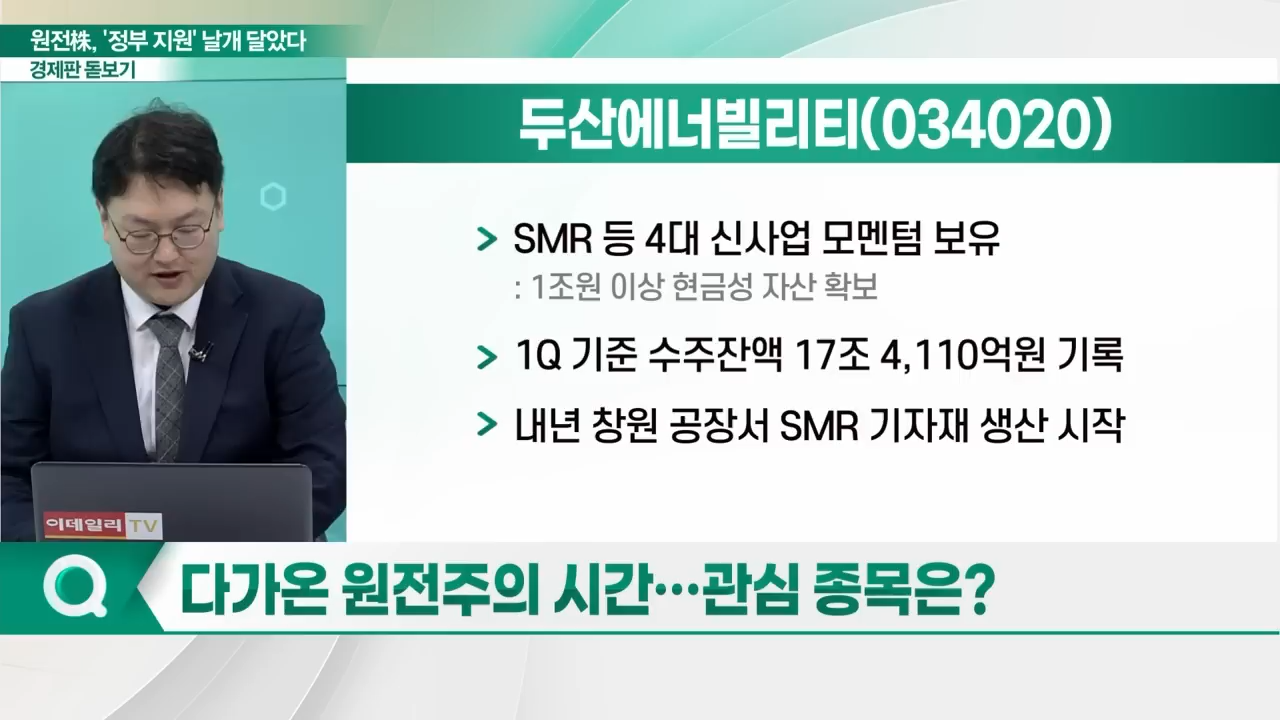 원전株, '정부 지원' 날개 달았다
경제판 돋보기
두산에너빌리티(034020)
> SMR 등 4대 신사업 모멘텀 보유
: 1조원 이상 현금성 자산 확보
> 1Q 기준 수주잔액 17조 4,110억원 기록
> 내년 창원 공장서 SMR 기자재 생산 시작
이데일리 TV
Q 다가온 원전주의 시간…관심 종목은?